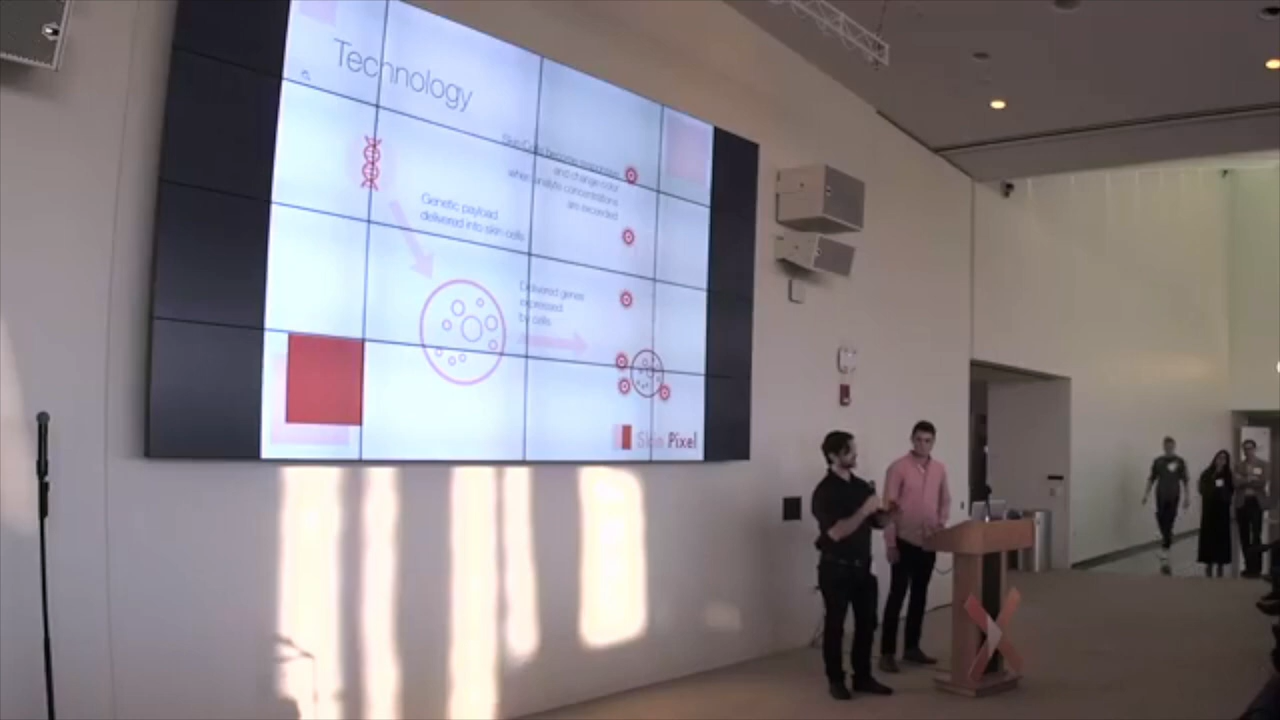 Technology
Skin Cells become responsive
and change color
when analyte concentrations
are exceeded
Genetic payload
delivered into skin cells
Delivered genes
expressed
by cells
Skin Pixel
X